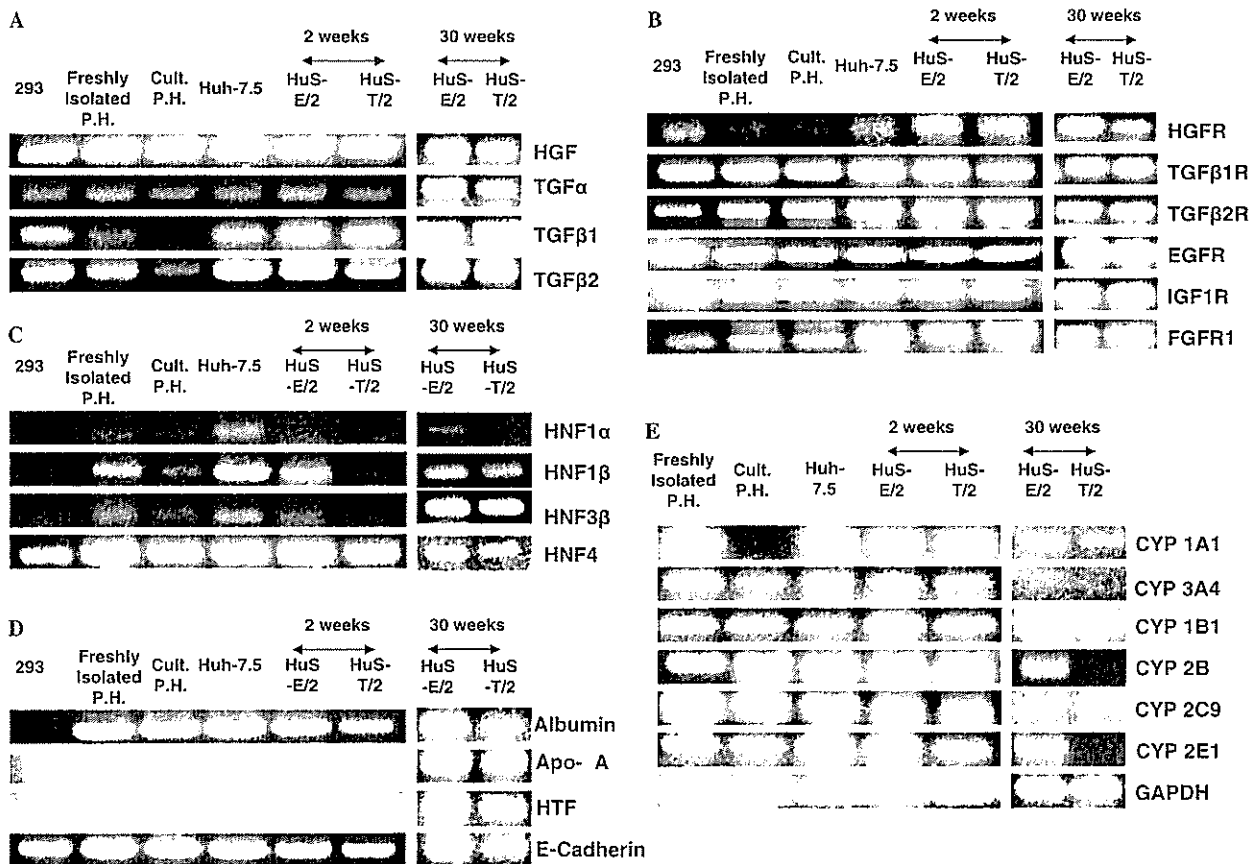 A
2 weeks
30 weeks
293
Freshly Isolated P.H.
Cult. P.H.
Huh-7.5
HuS-E/2
HuS-T/2
HuS-E/2
HuS-T/2
HGF
TGFα
TGFβ1
TGFβ2
B
2 weeks
30 weeks
293
Freshly Isolated P.H.
Cult. P.H.
Huh-7.5
HuS-E/2
HuS-T/2
HuS-E/2
HuS-T/2
HGFR
TGFβ1R
TGFβ2R
EGFR
IGF1R
FGFR1
C
2 weeks
30 weeks
293
Freshly Isolated P.H.
Cult. P.H.
Huh-7.5
HuS -E/2
HuS -T/2
HuS -E/2
HuS -T/2
HNF1α
HNF1β
HNF3β
HNF4
D
2 weeks
30 weeks
293
Freshly Isolated P.H.
Cult. P.H.
Huh-7.5
HuS -E/2
HuS-T/2
HuS -E/2
HuS -T/2
Albumin
Apo- A
HTF
E-Cadherin
E
2 weeks
30 weeks
Freshly Isolated P.H.
Cult. P.H.
Huh-7.5
HuS-E/2
HuS-T/2
HuS-E/2
HuS-T/2
CYP 1A1
CYP 3A4
CYP 1B1
CYP 2B
CYP 2C9
CYP 2E1
GAPDH